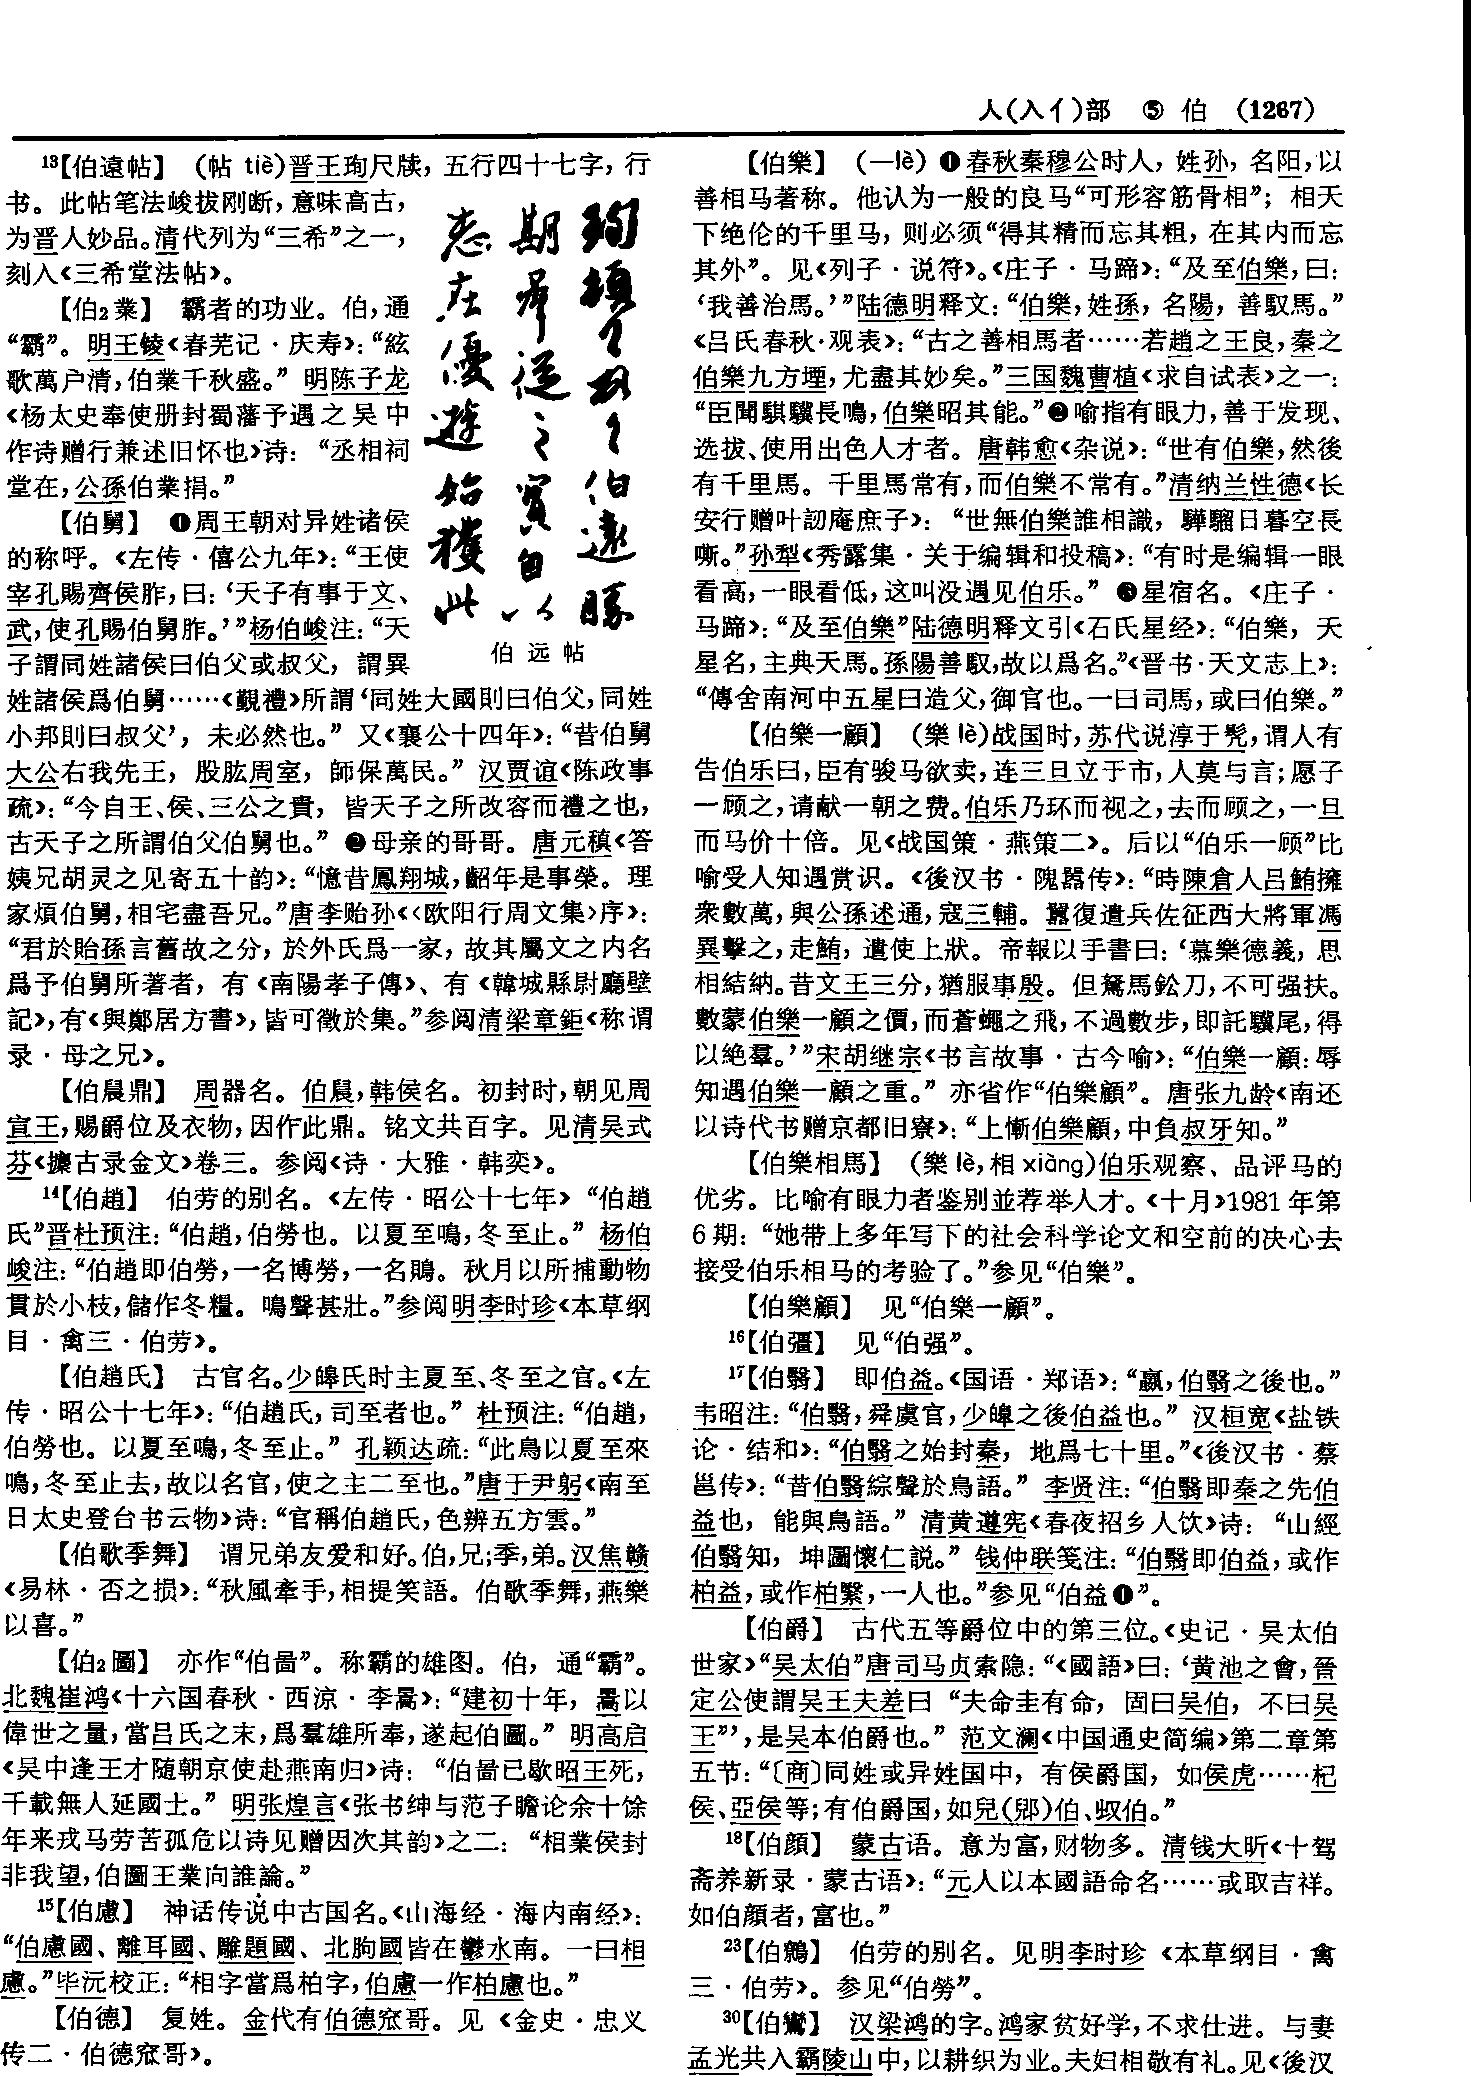 人(入亻)部　⑤　伯　(1267)
¹³【伯遠帖】　(帖 tiè)晋王珣尺牍，五行四十七字，行
书。此帖笔法峻拔刚断，意味高古，
为晋人妙品。清代列为“三希”之一，
刻入《三希堂法帖》。
【伯₂業】　霸者的功业。伯，通
“霸”。明王錂《春芜记·庆寿》：“絃
歌萬户清，伯業千秋盛。”明陈子龙
《杨太史奉使册封蜀藩予遇之吴中
作诗赠行兼述旧怀也》诗：“丞相祠
堂在，公孫伯業捐。”
【伯舅】　❶周王朝对异姓诸侯
的称呼。《左传·僖公九年》：“王使
宰孔賜齊侯胙，曰：‘天子有事于文、
武，使孔賜伯舅胙。’”杨伯峻注：“天
子謂同姓諸侯曰伯父或叔父，謂異
姓諸侯爲伯舅……《觐禮》所謂‘同姓大國則曰伯父，同姓
小邦則曰叔父’，未必然也。”又《襄公十四年》：“昔伯舅
大公右我先王，股肱周室，師保萬民。”汉贾谊《陈政事
疏》：“今自王、侯、三公之貴，皆天子之所改容而禮之也，
古天子之所謂伯父伯舅也。”❷母亲的哥哥。唐元稹《答
姨兄胡灵之见寄五十韵》：“憶昔鳳翔城，齠年是事榮。理
家煩伯舅，相宅盡吾兄。”唐李贻孙《〈欧阳行周文集〉序》：
“君於貽孫言舊故之分，於外氏爲一家，故其屬文之内名
爲予伯舅所著者，有《南陽孝子傳》、有《韓城縣尉廳壁
記》，有《與鄭居方書》，皆可徵於集。”参阅清梁章鉅《称谓
录·母之兄》。
【伯晨鼎】　周器名。伯晨，韩侯名。初封时，朝见周
宣王，赐爵位及衣物，因作此鼎。铭文共百字。见清吴式
芬《攈古录金文》卷三。参阅《诗·大雅·韩奕》。
¹⁴【伯趙】　伯劳的别名。《左传·昭公十七年》“伯趙
氏”晋杜预注：“伯趙，伯勞也。以夏至鳴，冬至止。”杨伯
峻注：“伯趙即伯勞，一名博勞，一名鵙。秋月以所捕動物
貫於小枝，儲作冬糧。鳴聲甚壯。”参阅明李时珍《本草纲
目·禽三·伯劳》。
【伯趙氏】　古官名。少皞氏时主夏至、冬至之官。《左
传·昭公十七年》：“伯趙氏，司至者也。”杜预注：“伯趙，
伯勞也。以夏至鳴，冬至止。”孔颖达疏：“此鳥以夏至來
鳴，冬至止去，故以名官，使之主二至也。”唐于尹躬《南至
日太史登台书云物》诗：“官稱伯趙氏，色辨五方雲。”
【伯歌季舞】　谓兄弟友爱和好。伯，兄；季，弟。汉焦赣
《易林·否之损》：“秋風牽手，相提笑語。伯歌季舞，燕樂
以喜。”
【伯₂圖】　亦作“伯啚”。称霸的雄图。伯，通“霸”。
北魏崔鸿《十六国春秋·西凉·李暠》：“建初十年，暠以
偉世之量，當呂氏之末，爲羣雄所奉，遂起伯圖。”明高启
《吴中逢王才随朝京使赴燕南归》诗：“伯啚已歇昭王死，
千載無人延國士。”明张煌言《张书绅与范子瞻论余十馀
年来戎马劳苦孤危以诗见赠因次其韵》之二：“相業侯封
非我望，伯圖王業向誰論。”
¹⁵【伯慮】　神话传说中古国名。《山海经·海内南经》：
“伯慮國、離耳國、雕題國、北朐國皆在鬱水南。一曰相
慮。”毕沅校正：“相字當爲柏字，伯慮一作柏慮也。”
【伯德】　复姓。金代有伯德窊哥。见《金史·忠义
传二·伯德窊哥》。
珣頓首頓首伯遠勝
期羣從之寶自以
志在優遊始獲此
伯 远 帖
【伯樂】　(—lè)❶春秋秦穆公时人，姓孙，名阳，以
善相马著称。他认为一般的良马“可形容筋骨相”；相天
下绝伦的千里马，则必须“得其精而忘其粗，在其内而忘
其外”。见《列子·说符》。《庄子·马蹄》：“及至伯樂，曰：
‘我善治馬。’”陆德明释文：“伯樂，姓孫，名陽，善馭馬。”
《吕氏春秋·观表》：“古之善相馬者……若趙之王良，秦之
伯樂九方堙，尤盡其妙矣。”三国魏曹植《求自试表》之一：
“臣聞騏驥長鳴，伯樂昭其能。”❷喻指有眼力，善于发现、
选拔、使用出色人才者。唐韩愈《杂说》：“世有伯樂，然後
有千里馬。千里馬常有，而伯樂不常有。”清纳兰性德《长
安行赠叶訒庵庶子》：“世無伯樂誰相識，驊騮日暮空長
嘶。”孙犁《秀露集·关于编辑和投稿》：“有时是编辑一眼
看高，一眼看低，这叫没遇见伯乐。”❸星宿名。《庄子·
马蹄》：“及至伯樂”陆德明释文引《石氏星经》：“伯樂，天
星名，主典天馬。孫陽善馭，故以爲名。”《晋书·天文志上》：
“傳舍南河中五星曰造父，御官也。一曰司馬，或曰伯樂。”
【伯樂一顧】　(樂 lè)战国时，苏代说淳于髡，谓人有
告伯乐曰，臣有骏马欲卖，连三旦立于市，人莫与言；愿子
一顾之，请献一朝之费。伯乐乃环而视之，去而顾之，一旦
而马价十倍。见《战国策·燕策二》。后以“伯乐一顾”比
喻受人知遇赏识。《後汉书·隗嚣传》：“時陳倉人呂鮪擁
衆數萬，與公孫述通，寇三輔。囂復遣兵佐征西大將軍馮
異擊之，走鮪，遣使上狀。帝報以手書曰：‘慕樂德義，思
相結納。昔文王三分，猶服事殷。但駑馬鈆刀，不可强扶。
數蒙伯樂一顧之價，而蒼蠅之飛，不過數步，即託驥尾，得
以絶羣。’”宋胡继宗《书言故事·古今喻》：“伯樂一顧：辱
知遇伯樂一顧之重。”亦省作“伯樂顧”。唐张九龄《南还
以诗代书赠京都旧寮》：“上慚伯樂顧，中負叔牙知。”
【伯樂相馬】　(樂 lè，相 xiàng)伯乐观察、品评马的
优劣。比喻有眼力者鉴别並荐举人才。《十月》1981年第
6期：“她带上多年写下的社会科学论文和空前的决心去
接受伯乐相马的考验了。”参见“伯樂”。
【伯樂顧】　见“伯樂一顧”。
¹⁶【伯彊】　见“伯强”。
¹⁷【伯翳】　即伯益。《国语·郑语》：“嬴，伯翳之後也。”
韦昭注：“伯翳，舜虞官，少皞之後伯益也。”汉桓宽《盐铁
论·结和》：“伯翳之始封秦，地爲七十里。”《後汉书·蔡
邕传》：“昔伯翳綜聲於鳥語。”李贤注：“伯翳即秦之先伯
益也，能與鳥語。”清黄遵宪《春夜招乡人饮》诗：“山經
伯翳知，坤圖懷仁説。”钱仲联笺注：“伯翳即伯益，或作
柏益，或作柏繄，一人也。”参见“伯益❶”。
【伯爵】　古代五等爵位中的第三位。《史记·吴太伯
世家》“吴太伯”唐司马贞索隐：“《國語》曰：‘黄池之會，晉
定公使謂吴王夫差曰“夫命圭有命，固曰吴伯，不曰吴
王”’，是吴本伯爵也。”范文澜《中国通史简编》第二章第
五节：“〔商〕同姓或异姓国中，有侯爵国，如侯虎……杞
侯、亞侯等；有伯爵国，如兒(郳)伯、㕢伯。”
¹⁸【伯顔】　蒙古语。意为富，财物多。清钱大昕《十驾
斋养新录·蒙古语》：“元人以本國語命名……或取吉祥。
如伯顔者，富也。”
²³【伯鷯】　伯劳的别名。见明李时珍《本草纲目·禽
三·伯劳》。参见“伯勞”。
³⁰【伯鸞】　汉梁鸿的字。鸿家贫好学，不求仕进。与妻
孟光共入霸陵山中，以耕织为业。夫妇相敬有礼。见《後汉